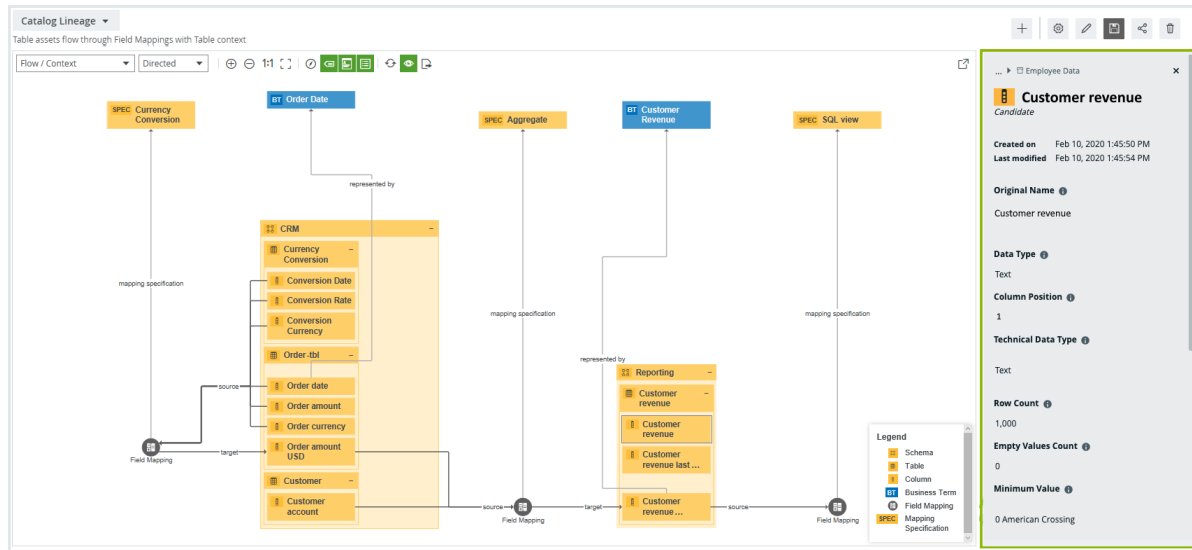 Catalog Lineage
Table assets flow through Field Mappings with Table context
Flow / Context
Directed
1:1
SPEC Currency
Conversion
BT Order Date
SPEC Aggregate
BT Customer
Revenue
SPEC SQL view
represented by
mapping specification
mapping specification
mapping specification
represented by
CRM
Currency
Conversion
Conversion Date
Conversion Rate
Conversion
Currency
Order-tbl
Order date
Order amount
Order currency
Order amount
USD
Customer
Customer
account
source
target
Field Mapping
source
Field Mapping
target
Reporting
Customer
revenue
Customer
revenue
Customer
revenue last ...
Customer
revenue ...
source
Field Mapping
Legend
Schema
Table
Column
BT Business Term
Field Mapping
SPEC Mapping
Specification
... Employee Data
Customer revenue
Candidate
Created on Feb 10, 2020 1:45:50 PM
Last modified Feb 10, 2020 1:45:54 PM
Original Name
Customer revenue
Data Type
Text
Column Position
1
Technical Data Type
Text
Row Count
1,000
Empty Values Count
0
Minimum Value
0 American Crossing